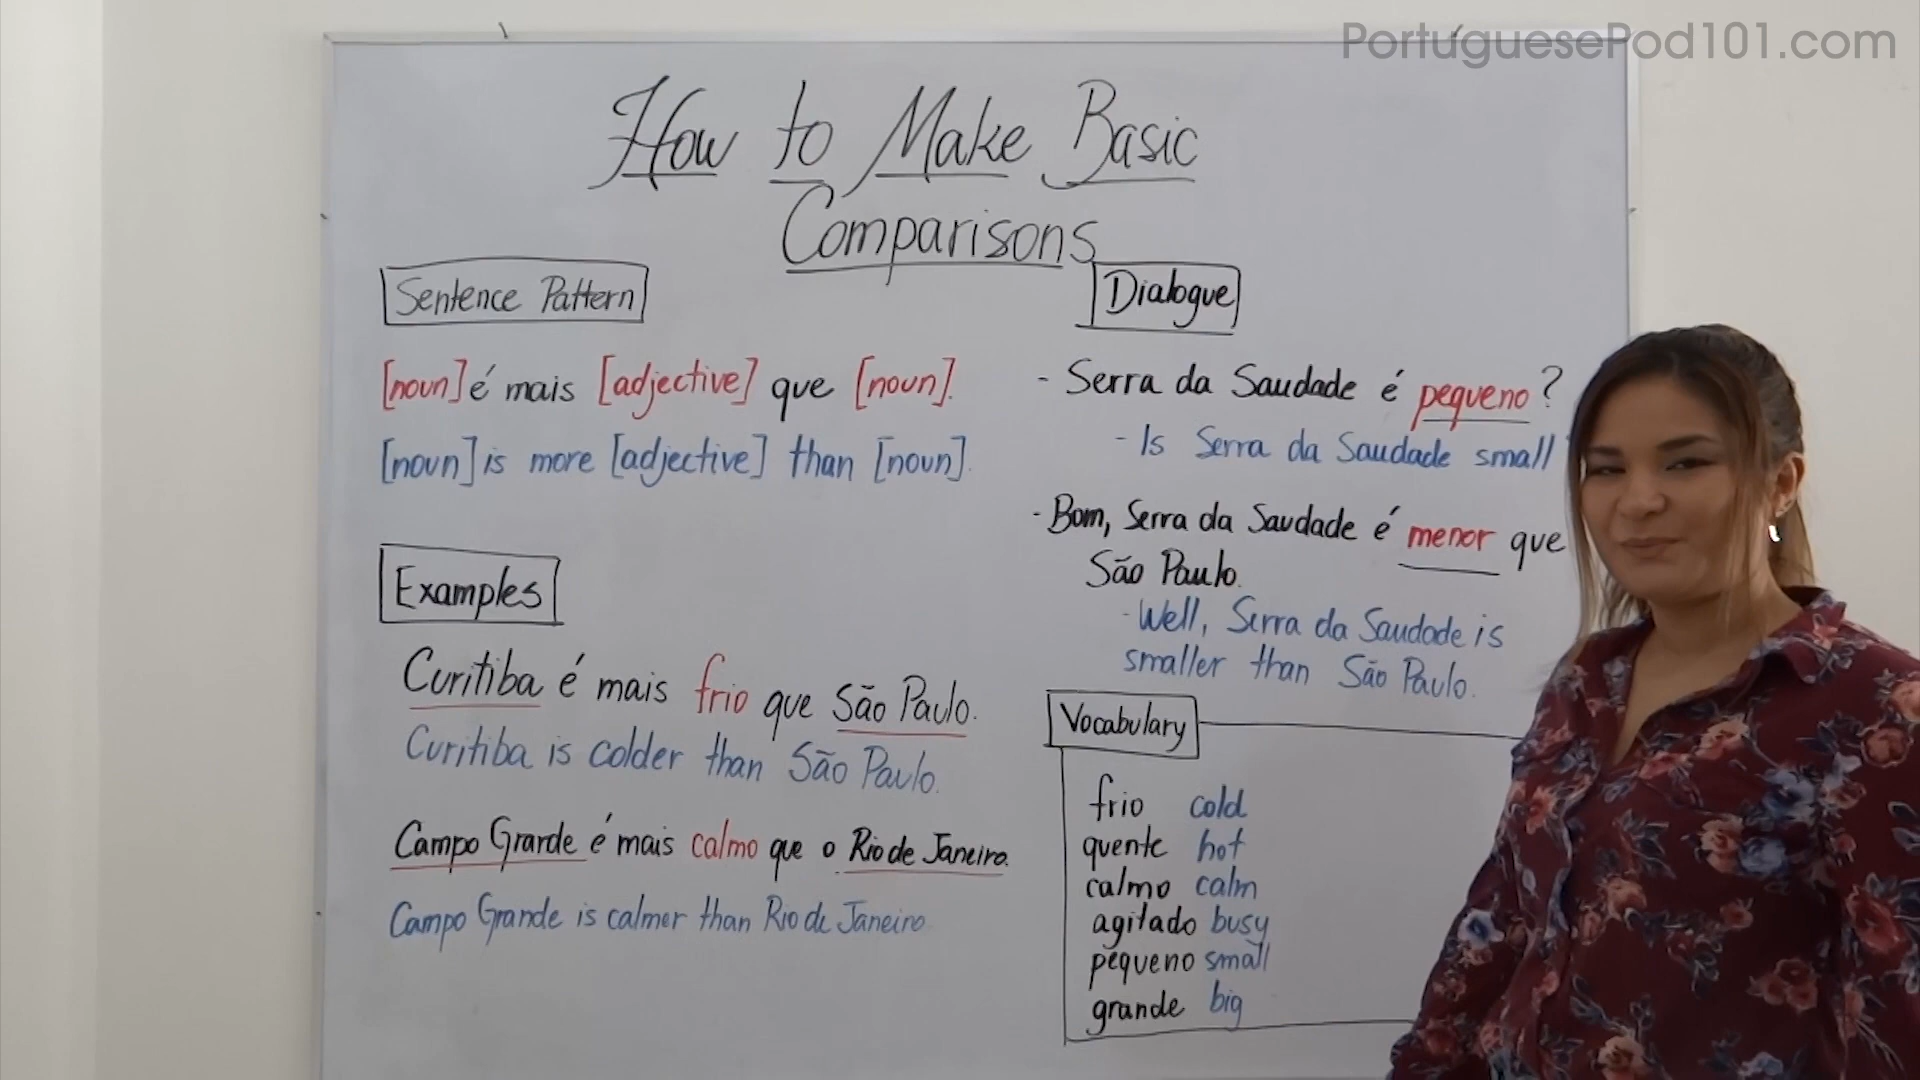 PortuguesePod101.com
How to Make Basic
Comparisons
Sentence Pattern
[noun] é mais [adjective] que [noun].
[noun] is more [adjective] than [noun].
Examples
Curitiba é mais frio que São Paulo.
Curitiba is colder than São Paulo.
Campo Grande é mais calmo que o Rio de Janeiro.
Campo Grande is calmer than Rio de Janeiro
Dialogue
- Serra da Saudade é pequeno?
- Is Serra da Saudade small
- Bom, Serra da Saudade é menor que
São Paulo.
- Well, Serra da Saudade is
smaller than São Paulo.
Vocabulary
frio cold
quente hot
calmo calm
agitado busy
pequeno small
grande big